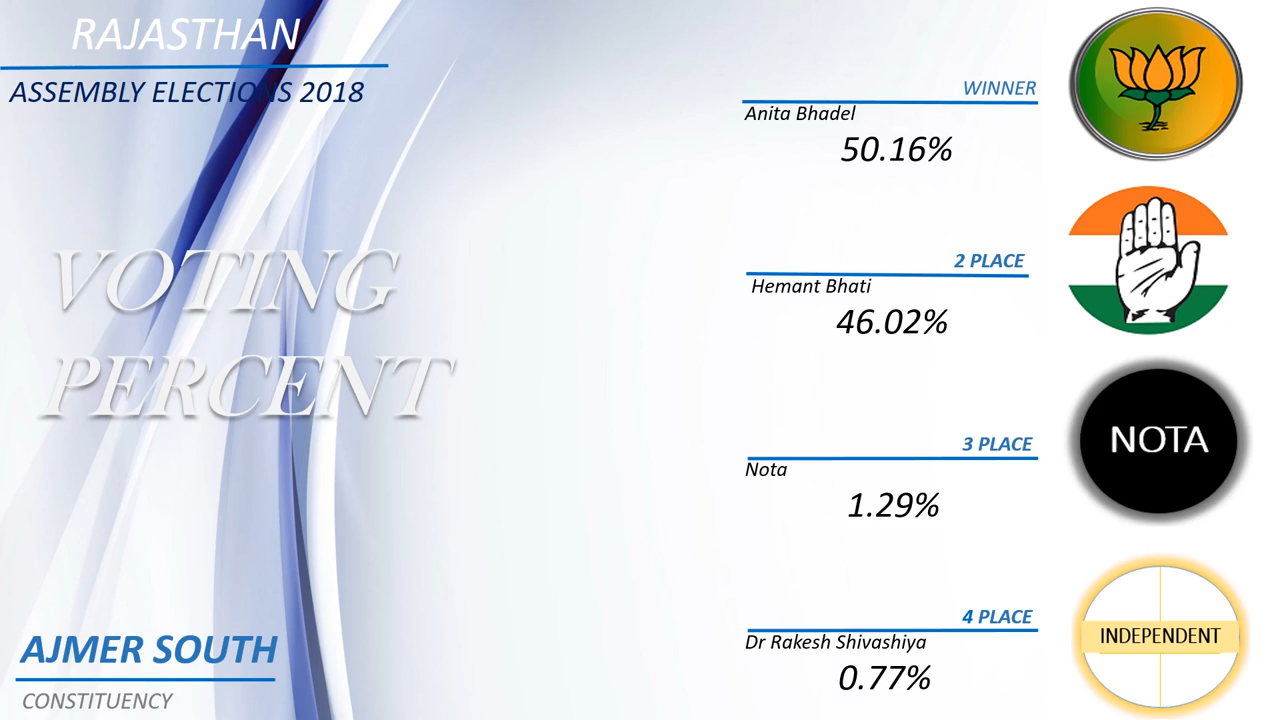 RAJASTHAN
ASSEMBLY ELECTIONS 2018
VOTING
PERCENT
AJMER SOUTH
CONSTITUENCY
WINNER
Anita Bhadel
50.16%
2 PLACE
Hemant Bhati
46.02%
3 PLACE
Nota
1.29%
NOTA
4 PLACE
Dr Rakesh Shivashiya
0.77%
INDEPENDENT